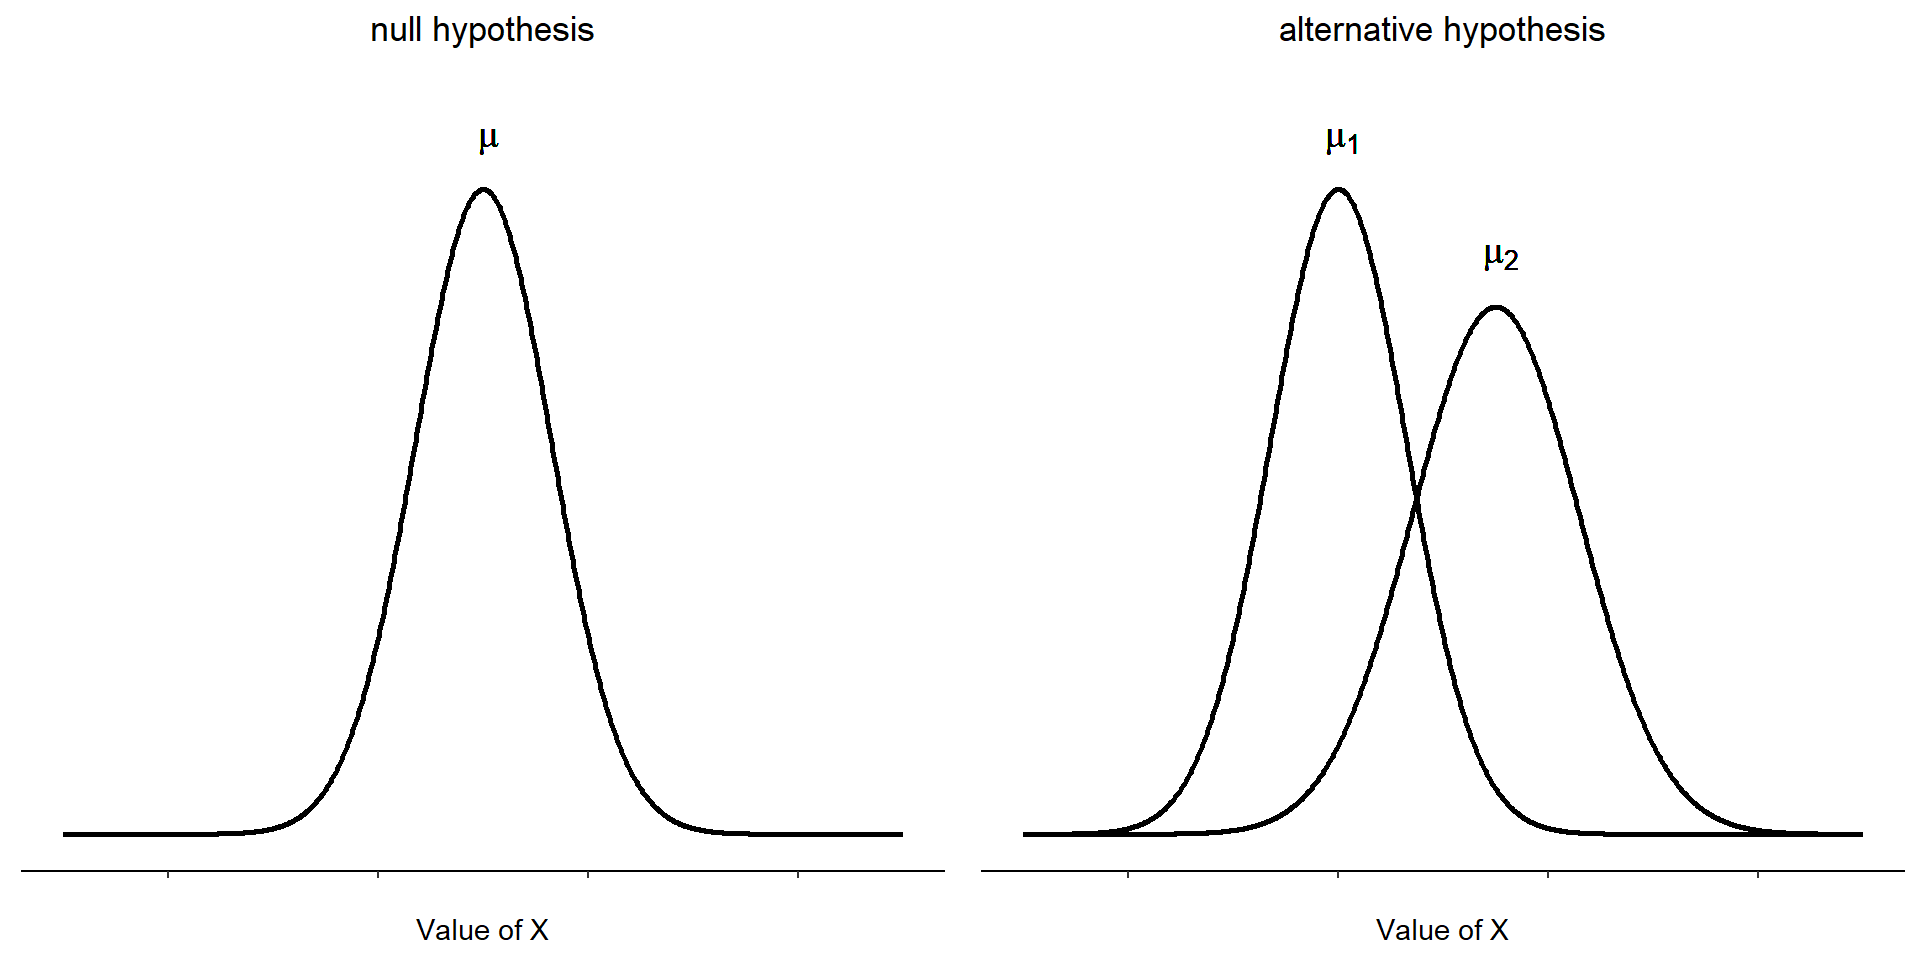 null hypothesis
μ
Value of X
alternative hypothesis
μ₁
μ₂
Value of X